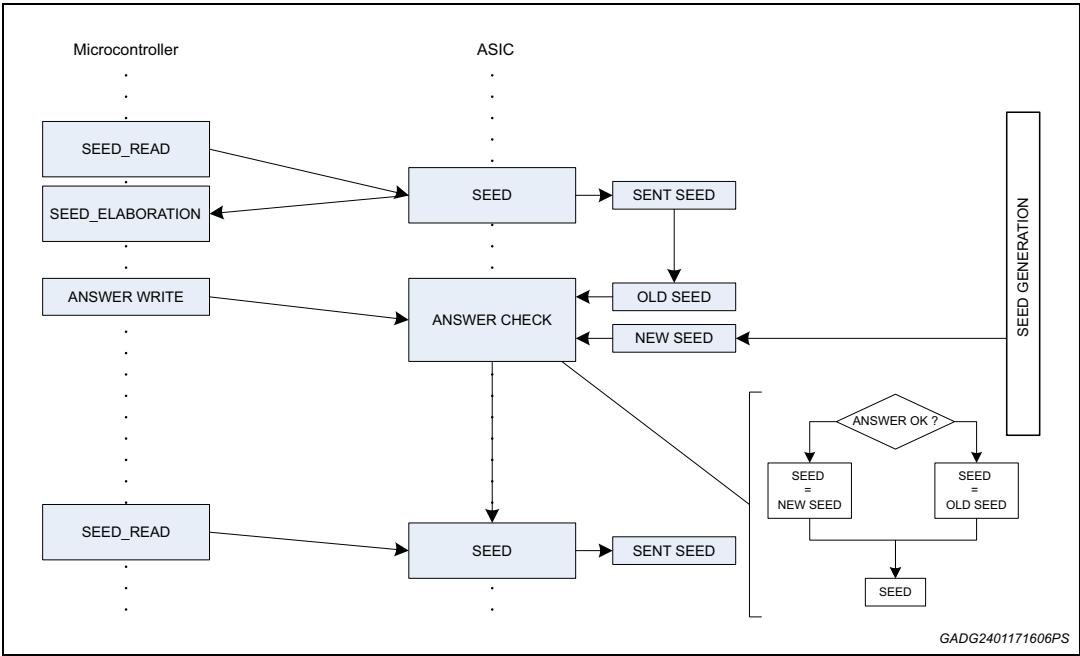 Microcontroller
ASIC
SEED_READ
SEED
SENT SEED
SEED_ELABORATION
SEED GENERATION
ANSWER WRITE
ANSWER CHECK
OLD SEED
NEW SEED
ANSWER OK ?
SEED
=
NEW SEED
SEED
=
OLD SEED
SEED_READ
SEED
SENT SEED
SEED
GADG2401171606PS